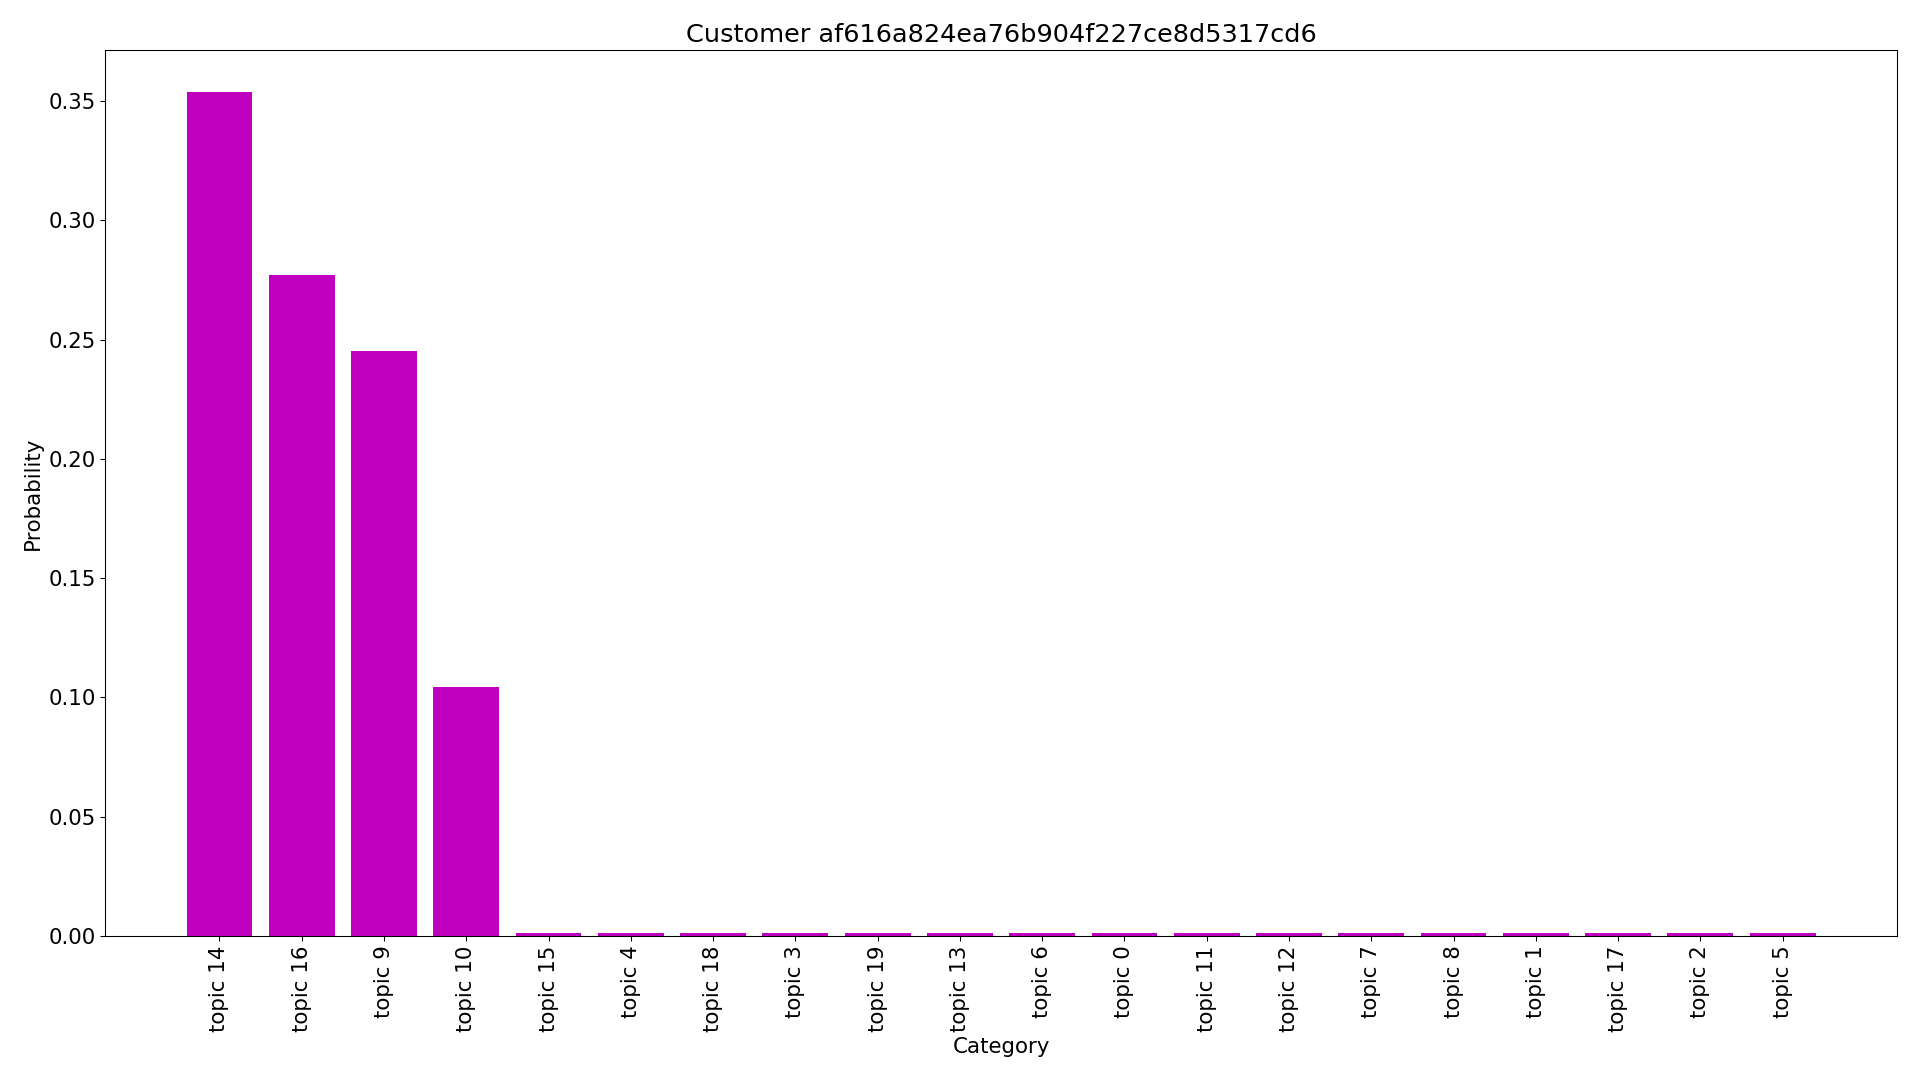 Customer af616a824ea76b904f227ce8d5317cd6
Probability
0.35
0.30
0.25
0.20
0.15
0.10
0.05
0.00
topic 14
topic 16
topic 9
topic 10
topic 15
topic 4
topic 18
topic 3
topic 19
topic 13
topic 6
topic 0
topic 11
topic 12
topic 7
topic 8
topic 1
topic 17
topic 2
topic 5
Category